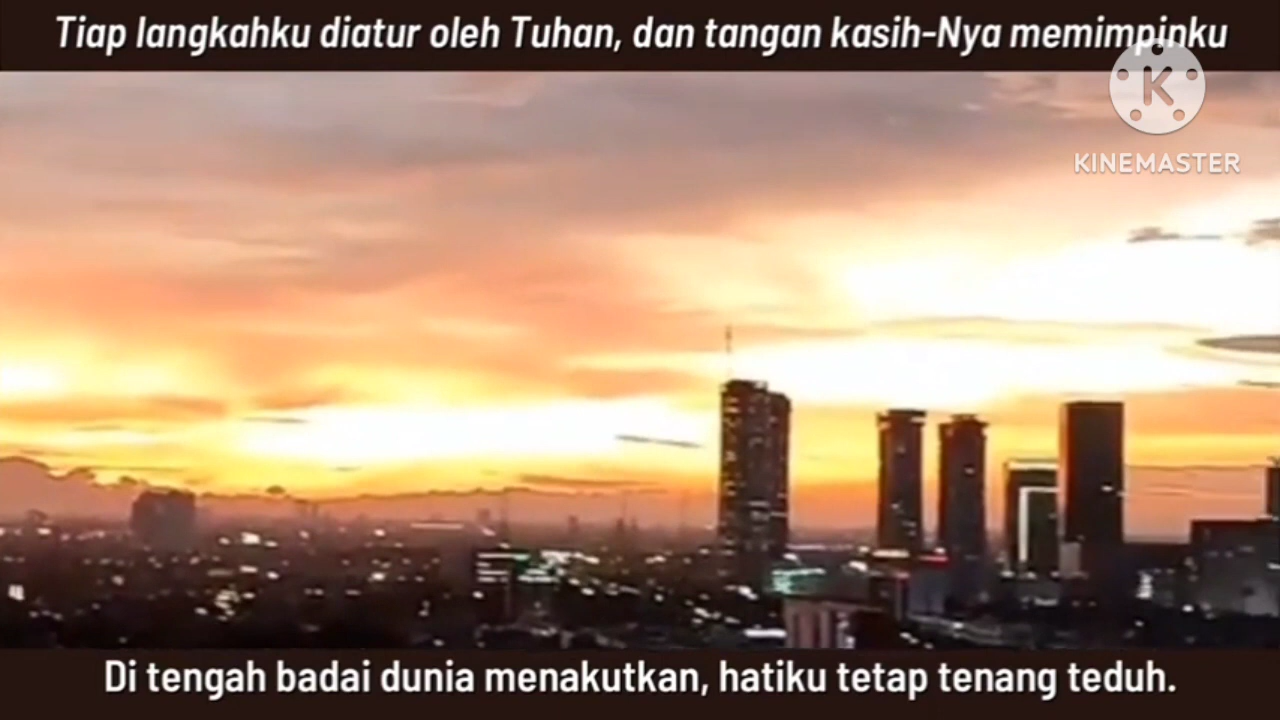 Tiap langkahku diatur oleh Tuhan, dan tangan kasih-Nya memimpinku
K
KINEMASTER
Di tengah badai dunia menakutkan, hatiku tetap tenang teduh.